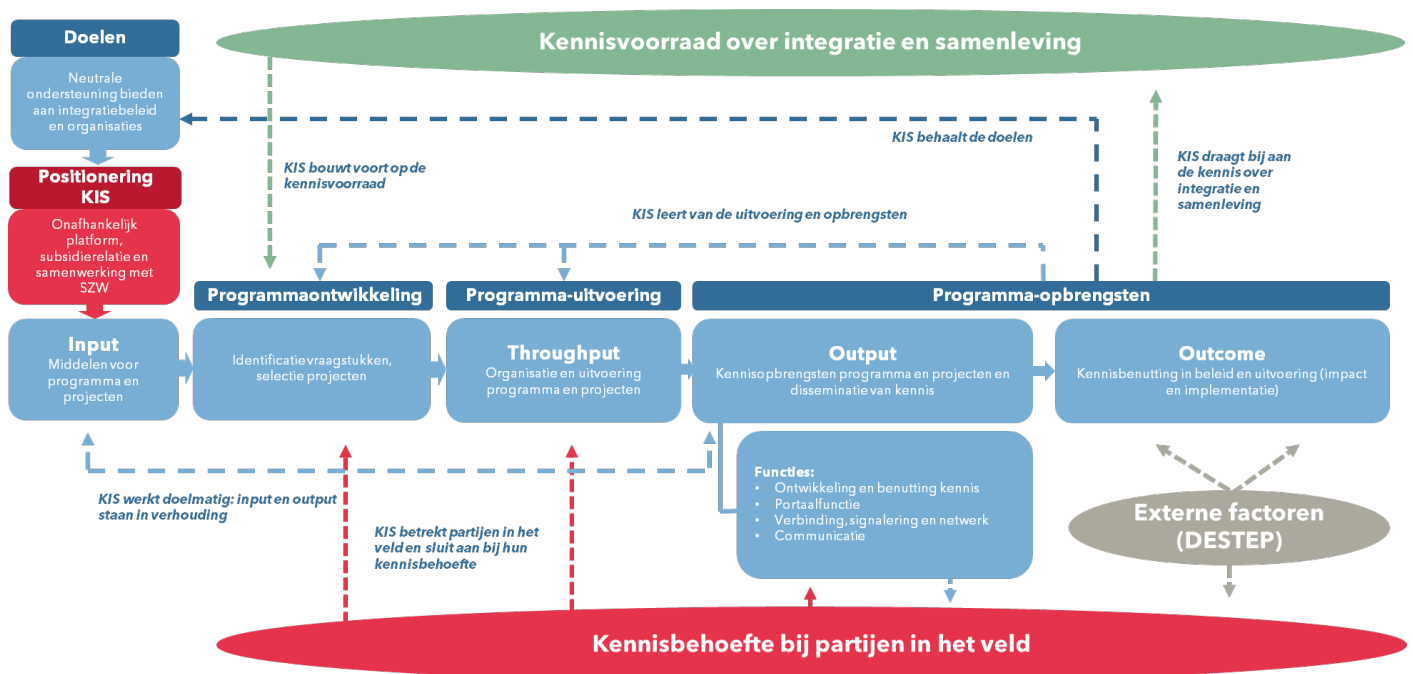 Doelen
Neutrale
ondersteuning bieden
aan integratiebeleid
en organisaties
Positionering
KIS
Onafhankelijk
platform,
subsidierelatie en
samenwerking met
SZW
Kennisvoorraad over integratie en samenleving
KIS bouwt voort op de
kennisvoorraad
KIS behaalt de doelen
KIS draagt bij aan
de kennis over
integratie en
samenleving
KIS leert van de uitvoering en opbrengsten
Programmaontwikkeling
Programma-uitvoering
Programma-opbrengsten
Input
Middelen voor
programma en
projecten
Identificatie vraagstukken,
selectie projecten
Throughput
Organisatie en uitvoering
programma en projecten
Output
Kennisopbrengsten programma en projecten en
disseminatie van kennis
Outcome
Kennisbenutting in beleid en uitvoering (impact
en implementatie)
KIS werkt doelmatig: input en output
staan in verhouding
KIS betrekt partijen in het
veld en sluit aan bij hun
kennisbehoefte
Functies:
• Ontwikkeling en benutting kennis
• Portaalfunctie
• Verbinding, signalering en netwerk
• Communicatie
Externe factoren
(DESTEP)
Kennisbehoefte bij partijen in het veld